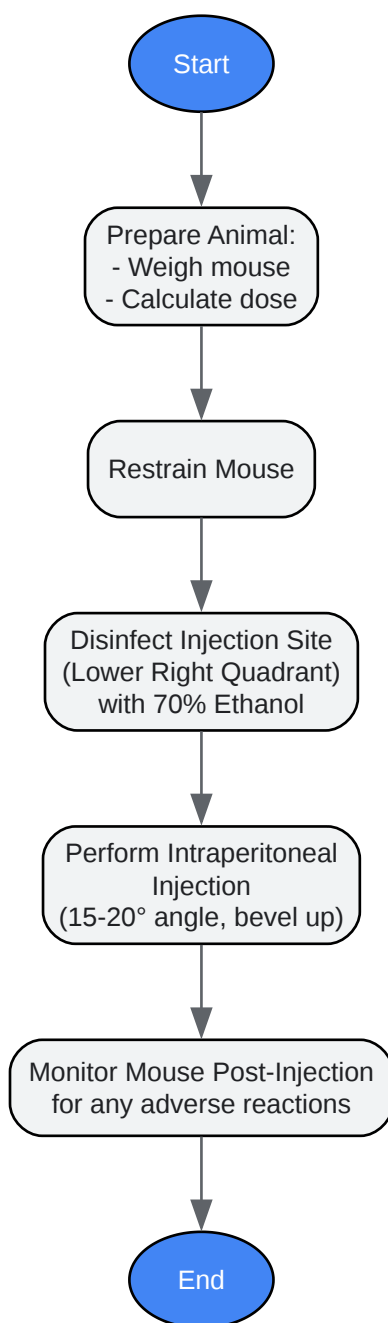 Start
Prepare Animal:
- Weigh mouse
- Calculate dose
Restrain Mouse
Disinfect Injection Site
(Lower Right Quadrant)
with 70% Ethanol
Perform Intraperitoneal
Injection
(15-20° angle, bevel up)
Monitor Mouse Post-Injection
for any adverse reactions
End